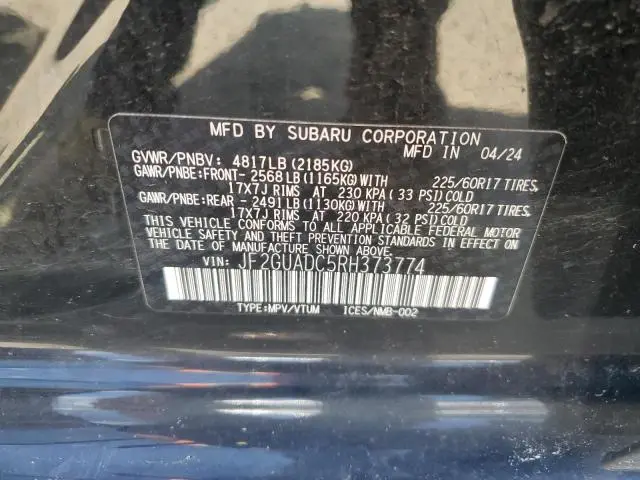 MFD BY SUBARU CORPORATION
MFD IN 04/24
GVWR/PNBV: 4817LB (2185KG)
GAWR/PNBE:FRONT- 2568 LB (1165KG) WITH 225/60R17 TIRES,
17X7J RIMS AT 230 KPA (33 PSI) COLD
GAWR/PNBE:REAR - 2491 LB (1130KG) WITH 225/60R17 TIRES,
17X7J RIMS AT 220 KPA (32 PSI) COLD
THIS VEHICLE CONFORMS TO ALL APPLICABLE FEDERAL MOTOR
VEHICLE SAFETY AND THEFT PREVENTION STANDARDS IN EFFECT ON
THE DATE OF MANUFACTURE SHOWN ABOVE.
VIN: JF2GUADC5RH373774
TYPE:MPV/VTUM ICES/NMB-002